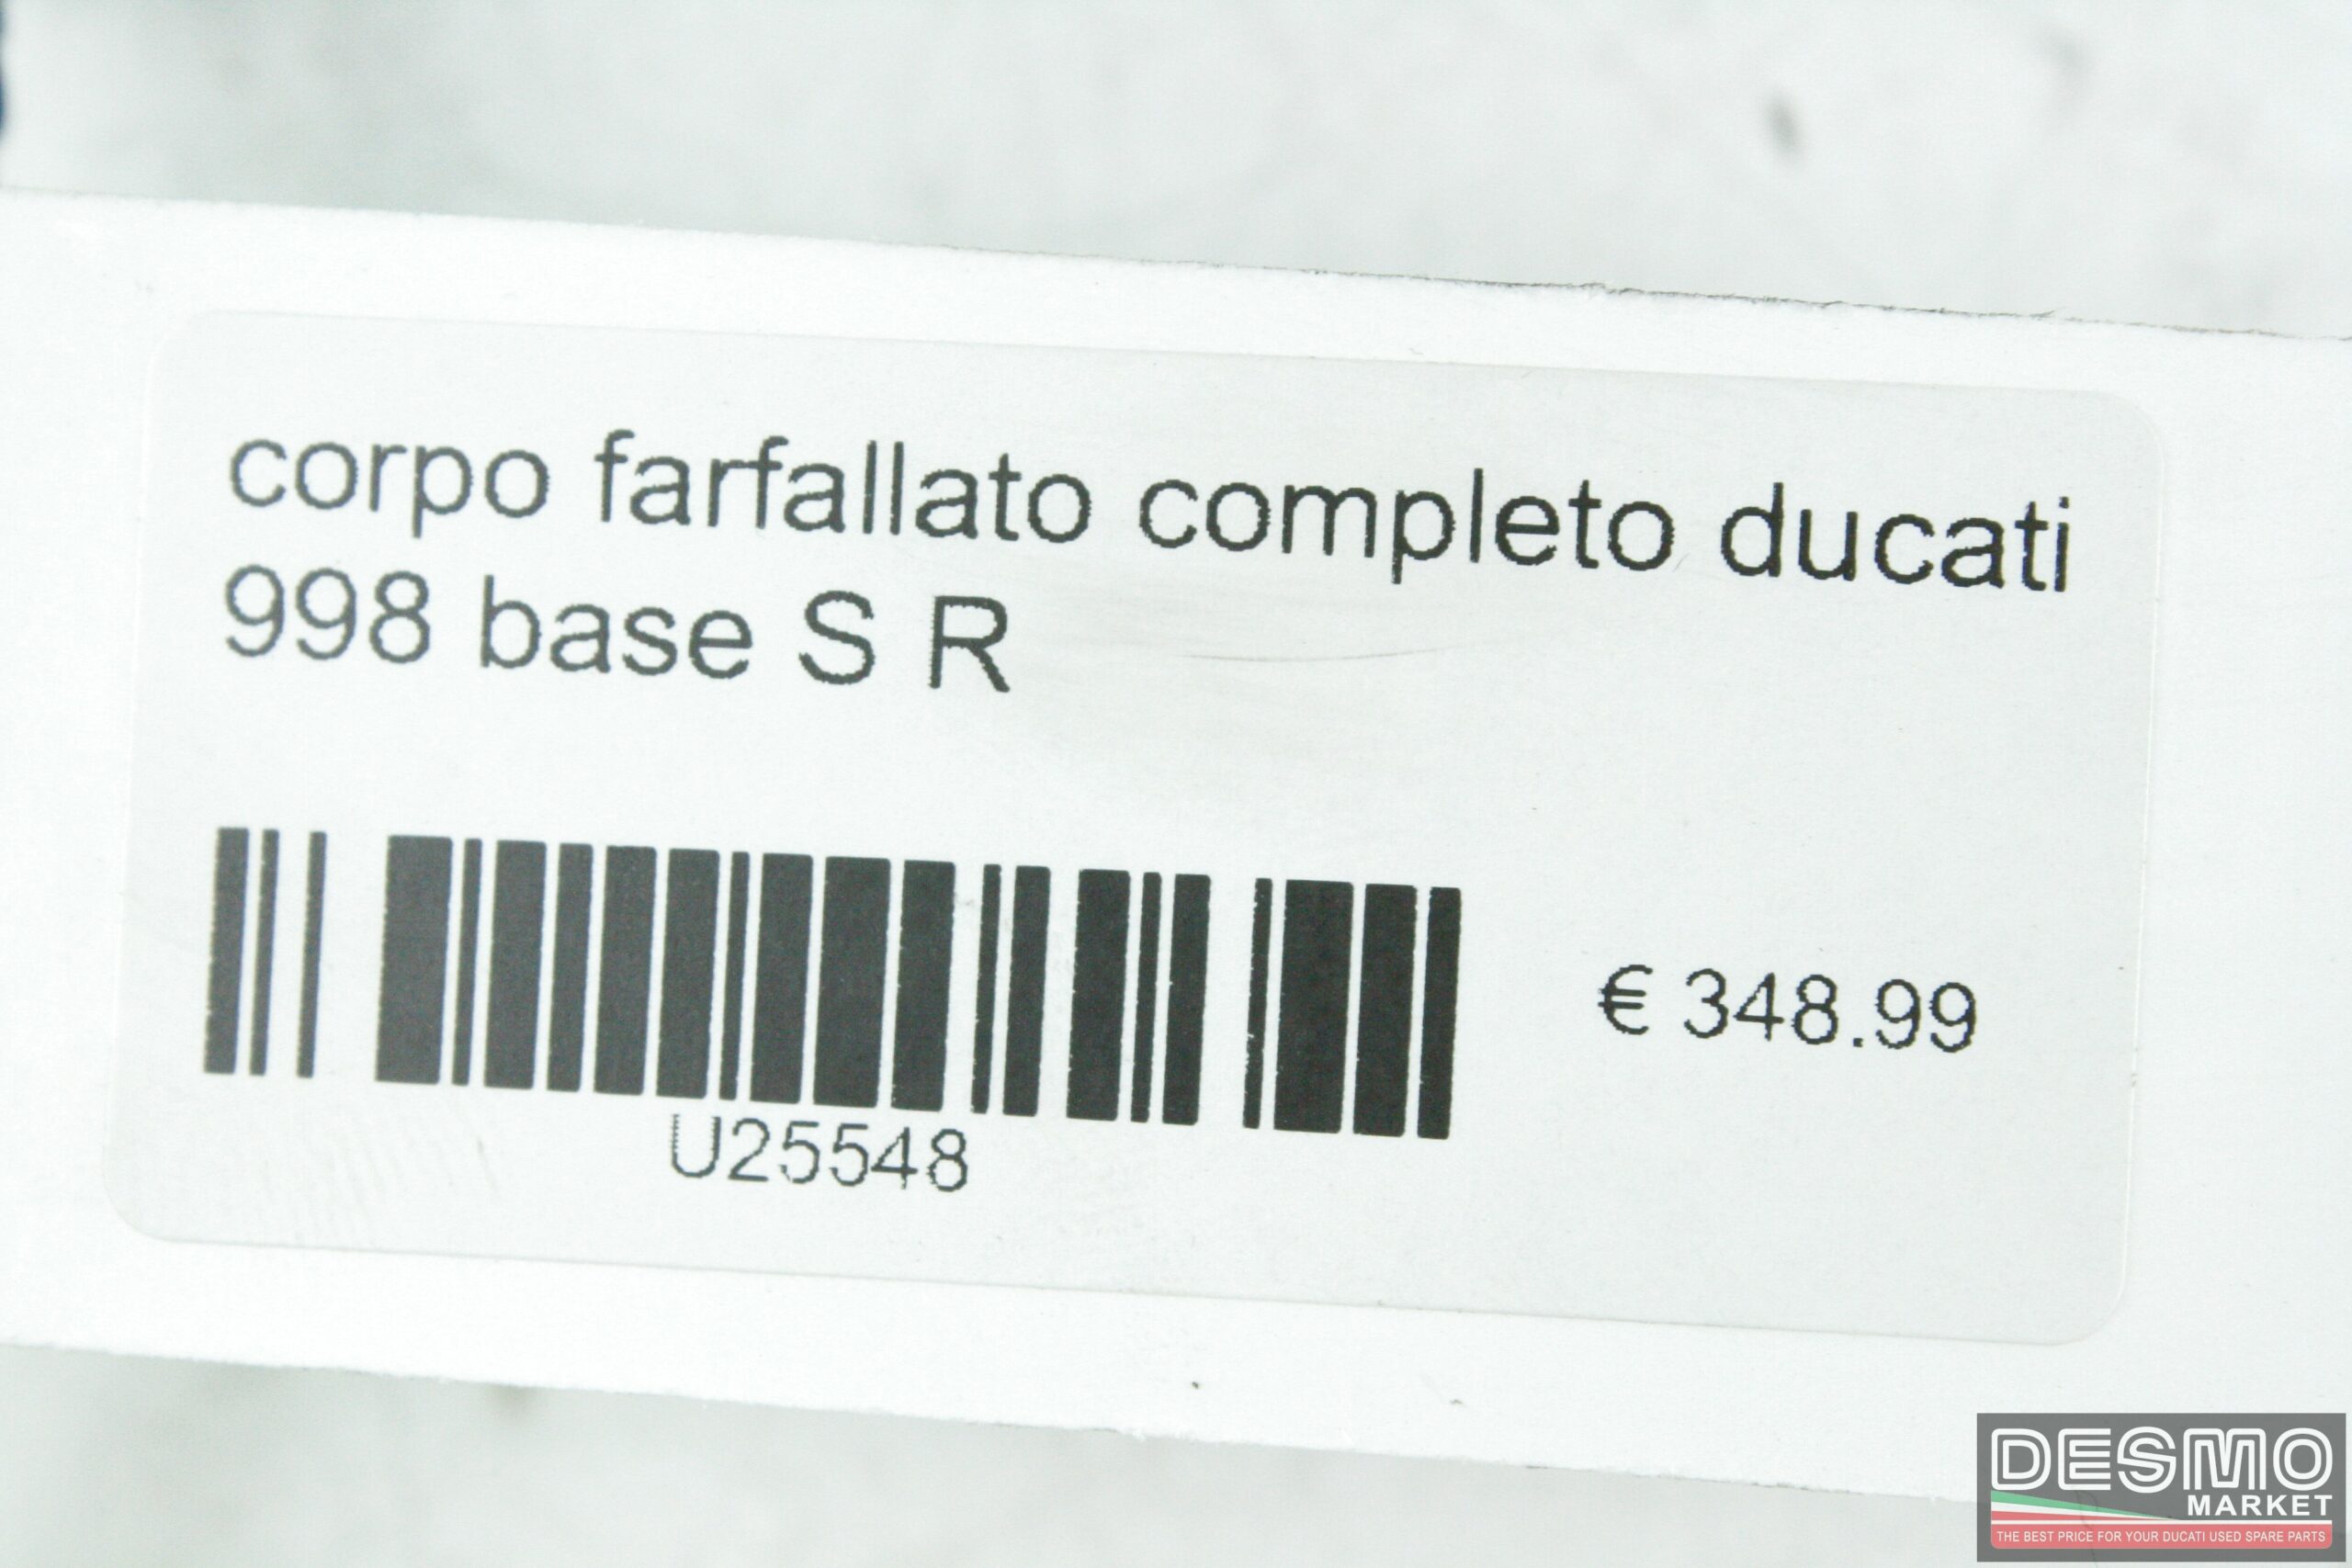 corpo farfallato completo ducati
998 base S R
€ 348.99
U25548
DESMO
MARKET
THE BEST PRICE FOR YOUR DUCATI USED SPARE PARTS